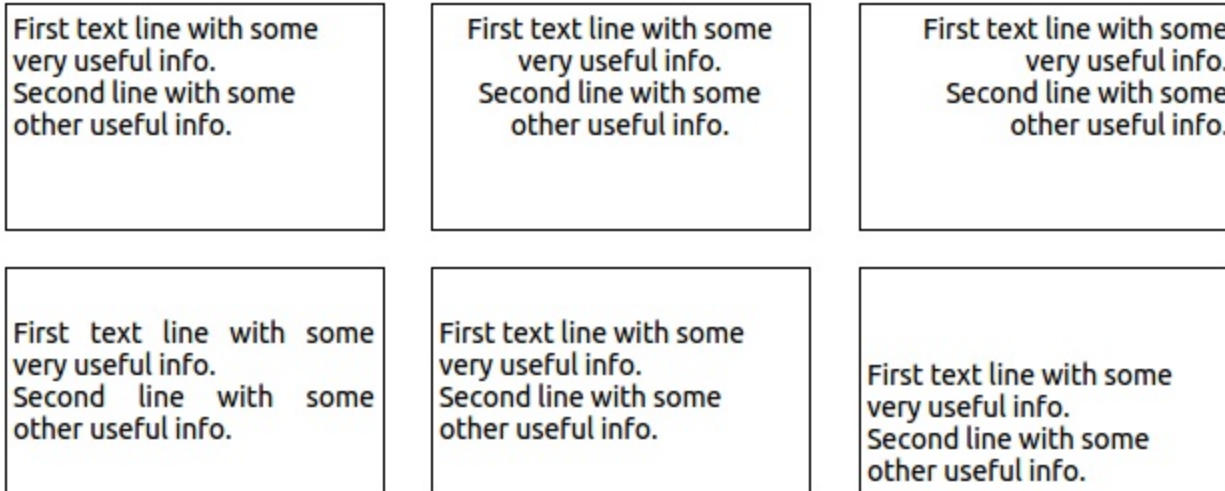 First text line with some
very useful info.
Second line with some
other useful info.
First text line with some
very useful info.
Second line with some
other useful info.
First text line with some
very useful info.
Second line with some
other useful info.
First text line with some
very useful info.
Second line with some
other useful info.
First text line with some
very useful info.
Second line with some
other useful info.
First text line with some
very useful info.
Second line with some
other useful info.